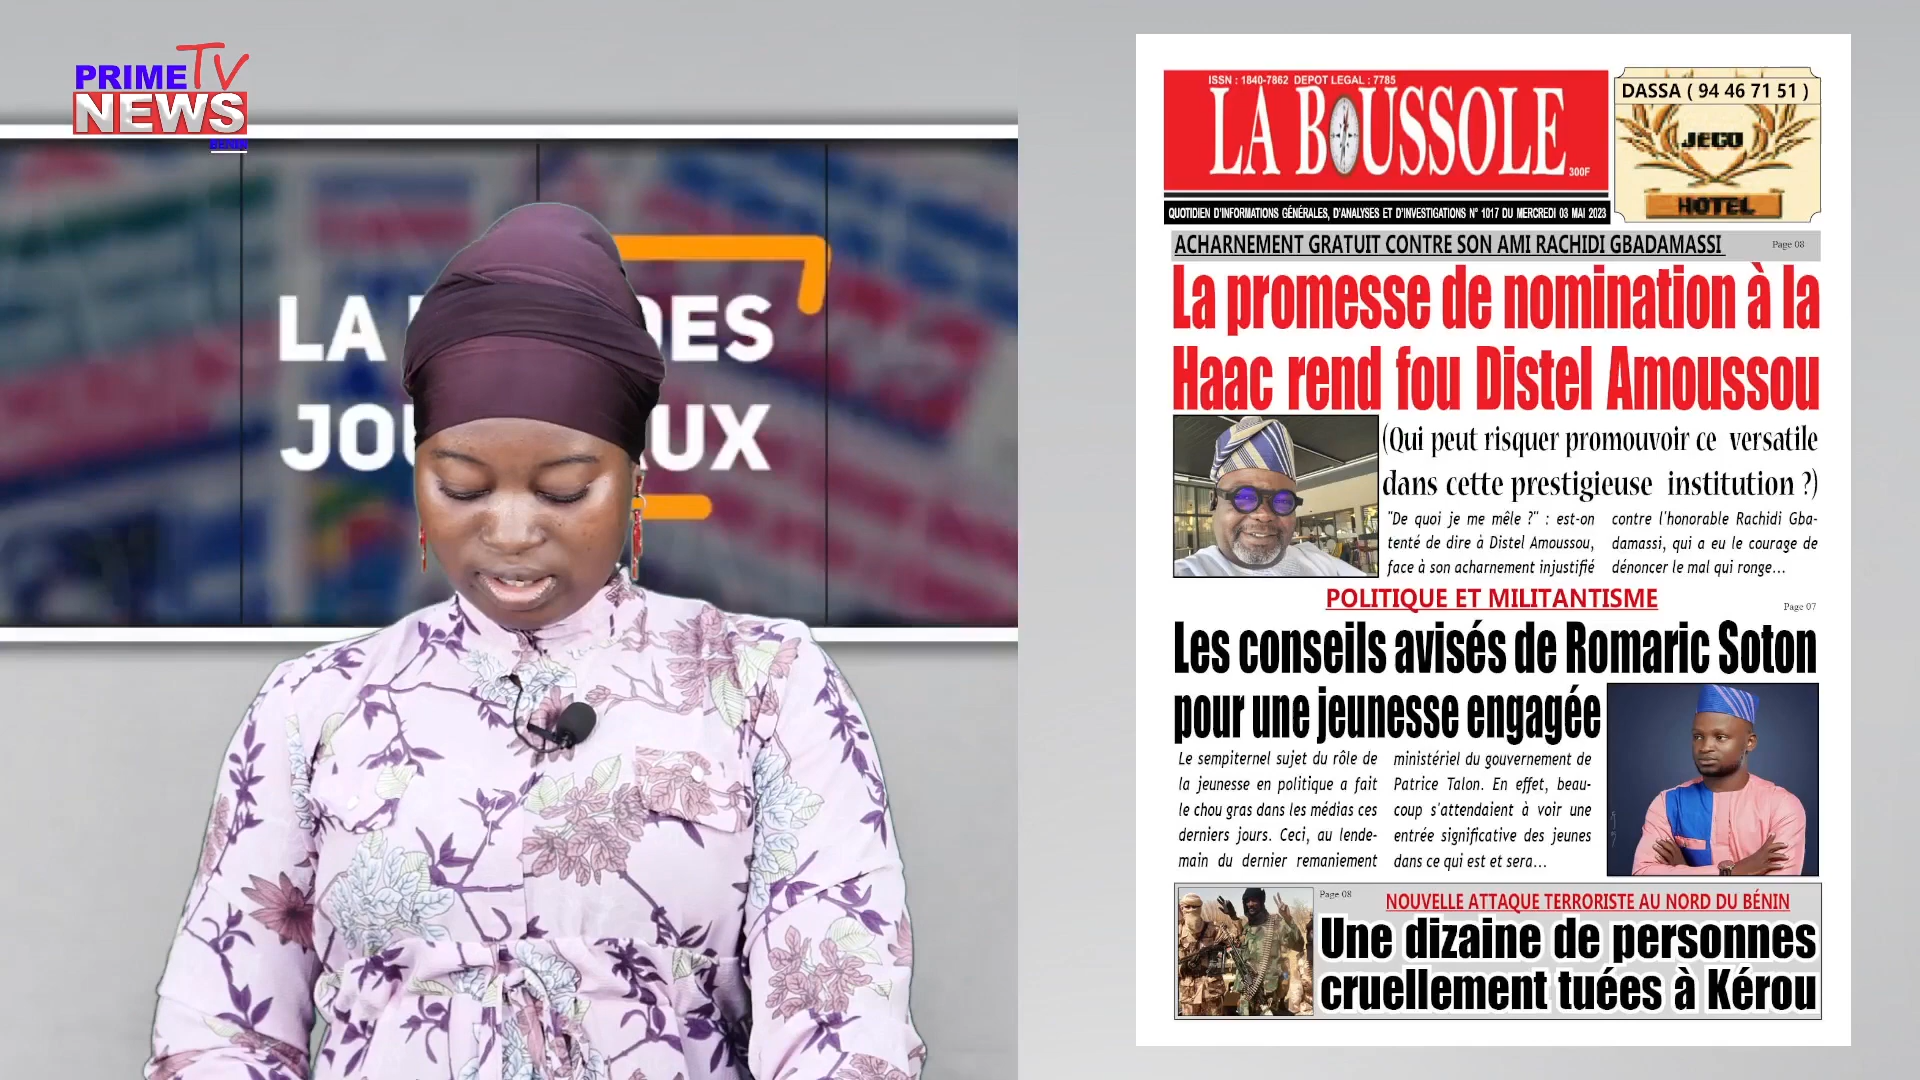 PRIME TV
NEWS
BENIN
LA DES
JOU AUX
ISSN : 1840-7862 DEPOT LEGAL : 7785
LA BOUSSOLE
300F
QUOTIDIEN D'INFORMATIONS GÉNÉRALES, D'ANALYSES ET D'INVESTIGATIONS N° 1017 DU MERCREDI 03 MAI 2023
DASSA ( 94 46 71 51 )
JECO
HOTEL
ACHARNEMENT GRATUIT CONTRE SON AMI RACHIDI GBADAMASSI
Page 08
La promesse de nomination à la
Haac rend fou Distel Amoussou
(Qui peut risquer promouvoir ce versatile
dans cette prestigieuse institution ?)
"De quoi je me mêle ?" : est-on
tenté de dire à Distel Amoussou,
face à son acharnement injustifié
contre l'honorable Rachidi Gba-
damassi, qui a eu le courage de
dénoncer le mal qui ronge...
POLITIQUE ET MILITANTISME
Page 07
Les conseils avisés de Romaric Soton
pour une jeunesse engagée
Le sempiternel sujet du rôle de
la jeunesse en politique a fait
le chou gras dans les médias ces
derniers jours. Ceci, au lende-
main du dernier remaniement
ministériel du gouvernement de
Patrice Talon. En effet, beau-
coup s'attendaient à voir une
entrée significative des jeunes
dans ce qui est et sera...
Page 08
NOUVELLE ATTAQUE TERRORISTE AU NORD DU BÉNIN
Une dizaine de personnes
cruellement tuées à Kérou